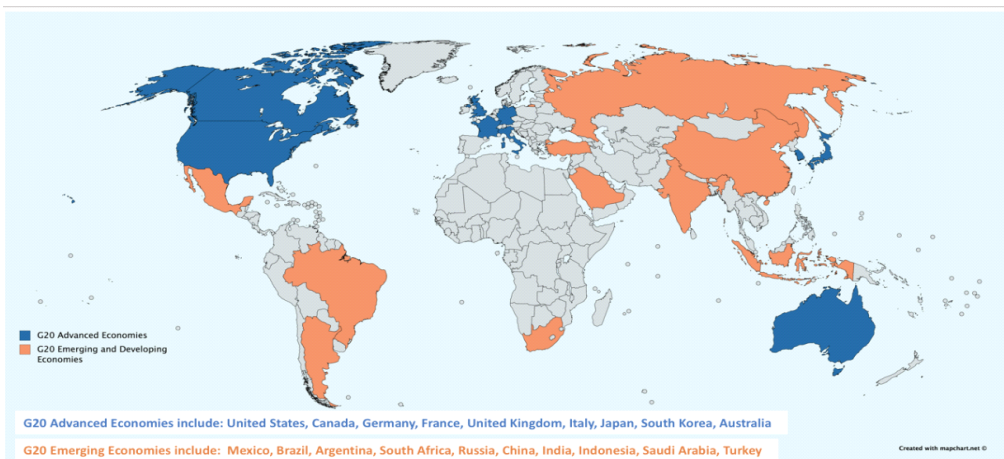 G20 Advanced Economies
G20 Emerging and Developing
Economies
G20 Advanced Economies include: United States, Canada, Germany, France, United Kingdom, Italy, Japan, South Korea, Australia
G20 Emerging Economies include: Mexico, Brazil, Argentina, South Africa, Russia, China, India, Indonesia, Saudi Arabia, Turkey
Created with mapchart.net ©